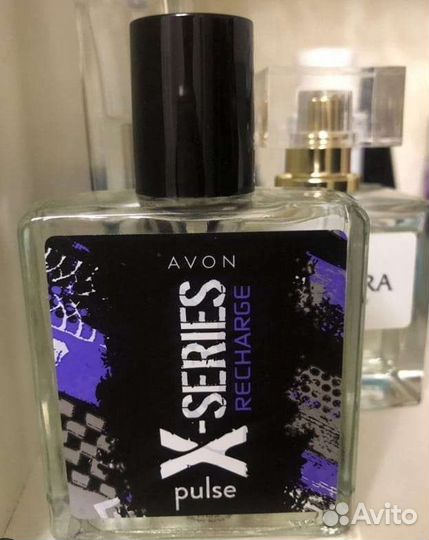 AVON
X-SERIES
RECHARGE
pulse
RA
Avito